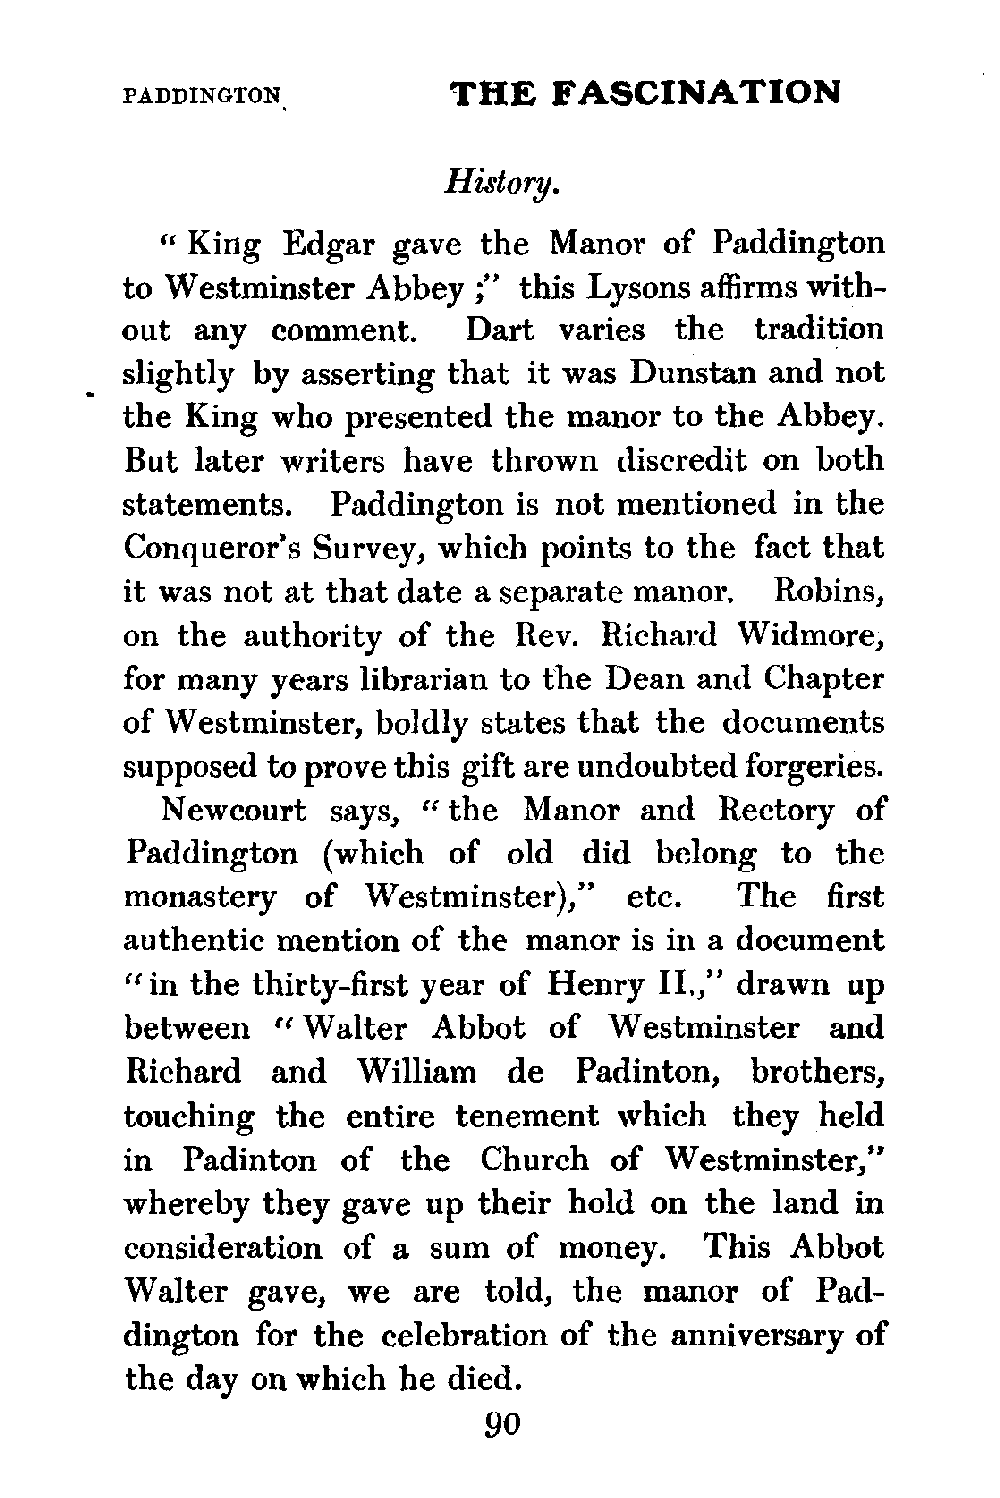 PADDINGTON THE FASCINATION
History.
“ King Edgar gave the Manor of Paddington
to Westminster Abbey ;” this Lysons affirms with-
out any comment. Dart varies the tradition
slightly by asserting that it was Dunstan and not
the King who presented the manor to the Abbey.
But later writers have thrown discredit on both
statements. Paddington is not mentioned in the
Conqueror's Survey, which points to the fact that
it was not at that date a separate manor. Robins,
on the authority of the Rev. Richard Widmore,
for many years librarian to the Dean and Chapter
of Westminster, boldly states that the documents
supposed to prove this gift are undoubted forgeries.
Newcourt says, “ the Manor and Rectory of
Paddington (which of old did belong to the
monastery of Westminster),” etc. The first
authentic mention of the manor is in a document
“ in the thirty-first year of Henry II.,” drawn up
between “ Walter Abbot of Westminster and
Richard and William de Padinton, brothers,
touching the entire tenement which they held
in Padinton of the Church of Westminster,”
whereby they gave up their hold on the land in
consideration of a sum of money. This Abbot
Walter gave, we are told, the manor of Pad-
dington for the celebration of the anniversary of
the day on which he died.
90